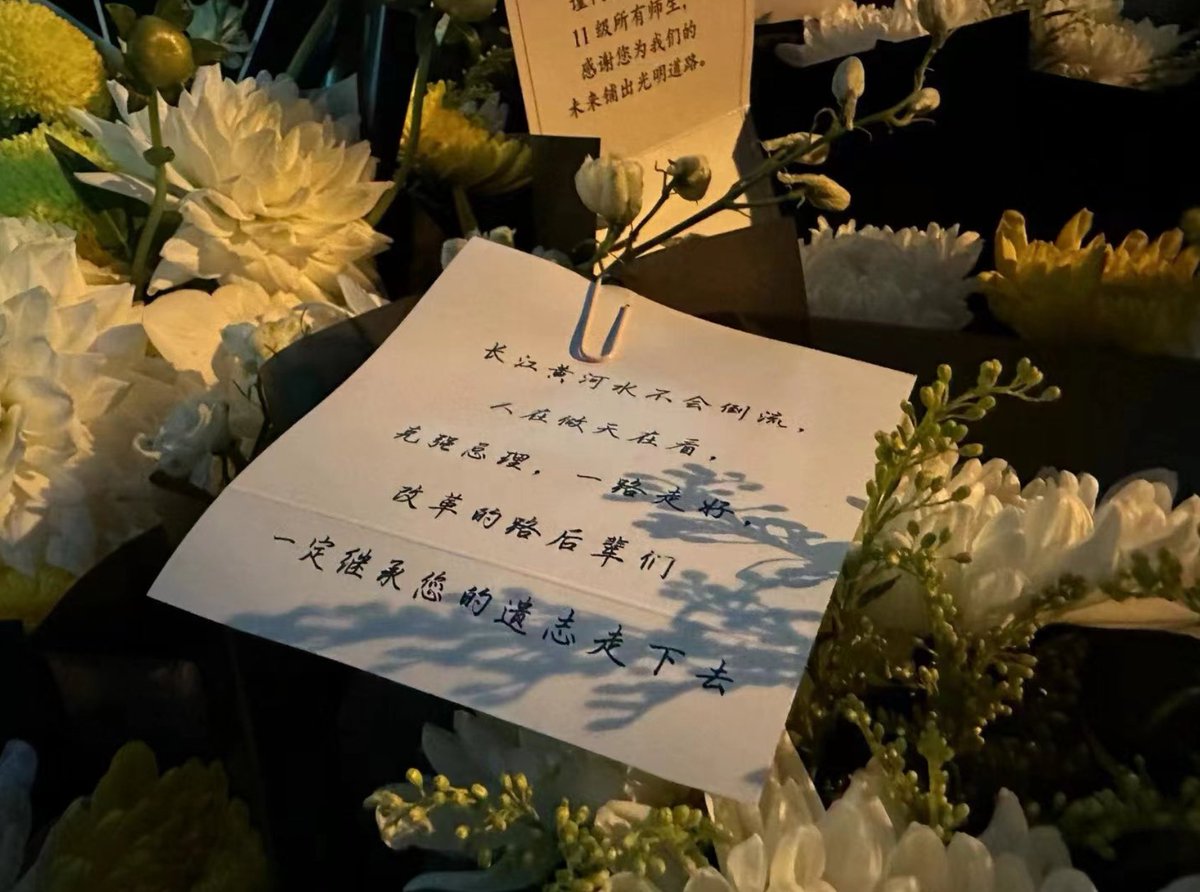 11 级所有师生，
感谢您为我们的
未来铺出光明道路。
长江黄河水不会倒流，
人在做天在看，
克强总理，一路走好，
改革的路后辈们
一定继承您的遗志走下去